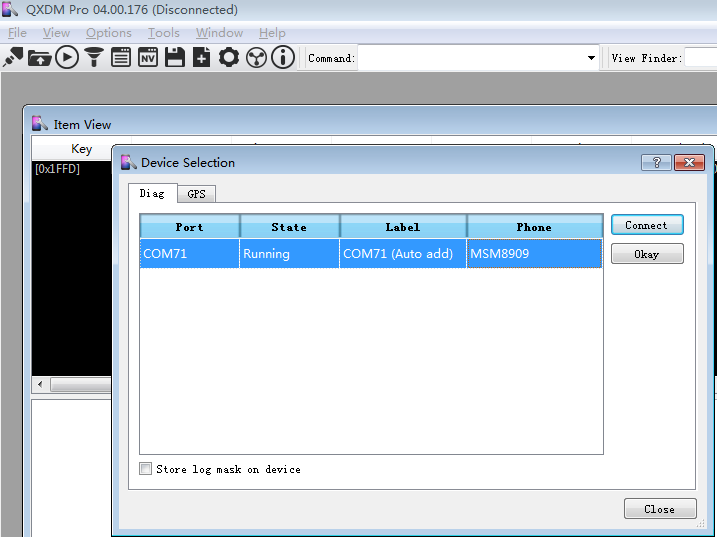 QXDM Pro 04.00.176 (Disconnected)
File View Options Tools Window Help
NV Command: View Finder:
Item View
Key
[0x1FFD]
Device Selection
Diag GPS
Port State Label Phone
COM71 Running COM71 (Auto add) MSM8909
Connect
Okay
Store log mask on device
Close